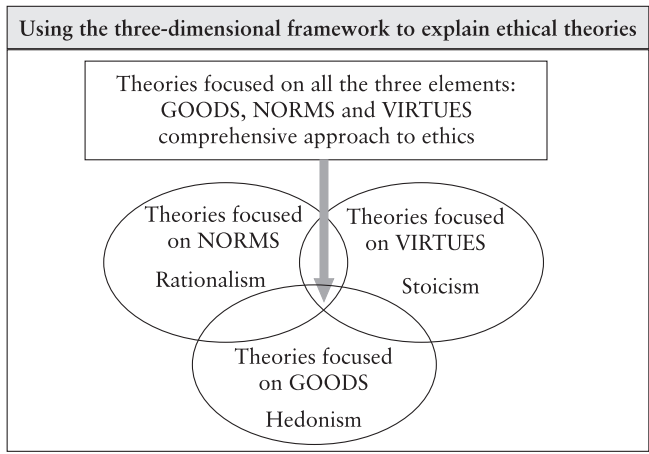 Using the three-dimensional framework to explain ethical theories
Theories focused on all the three elements:
GOODS, NORMS and VIRTUES
comprehensive approach to ethics
Theories focused
on NORMS
Rationalism
Theories focused
on VIRTUES
Stoicism
Theories focused
on GOODS
Hedonism